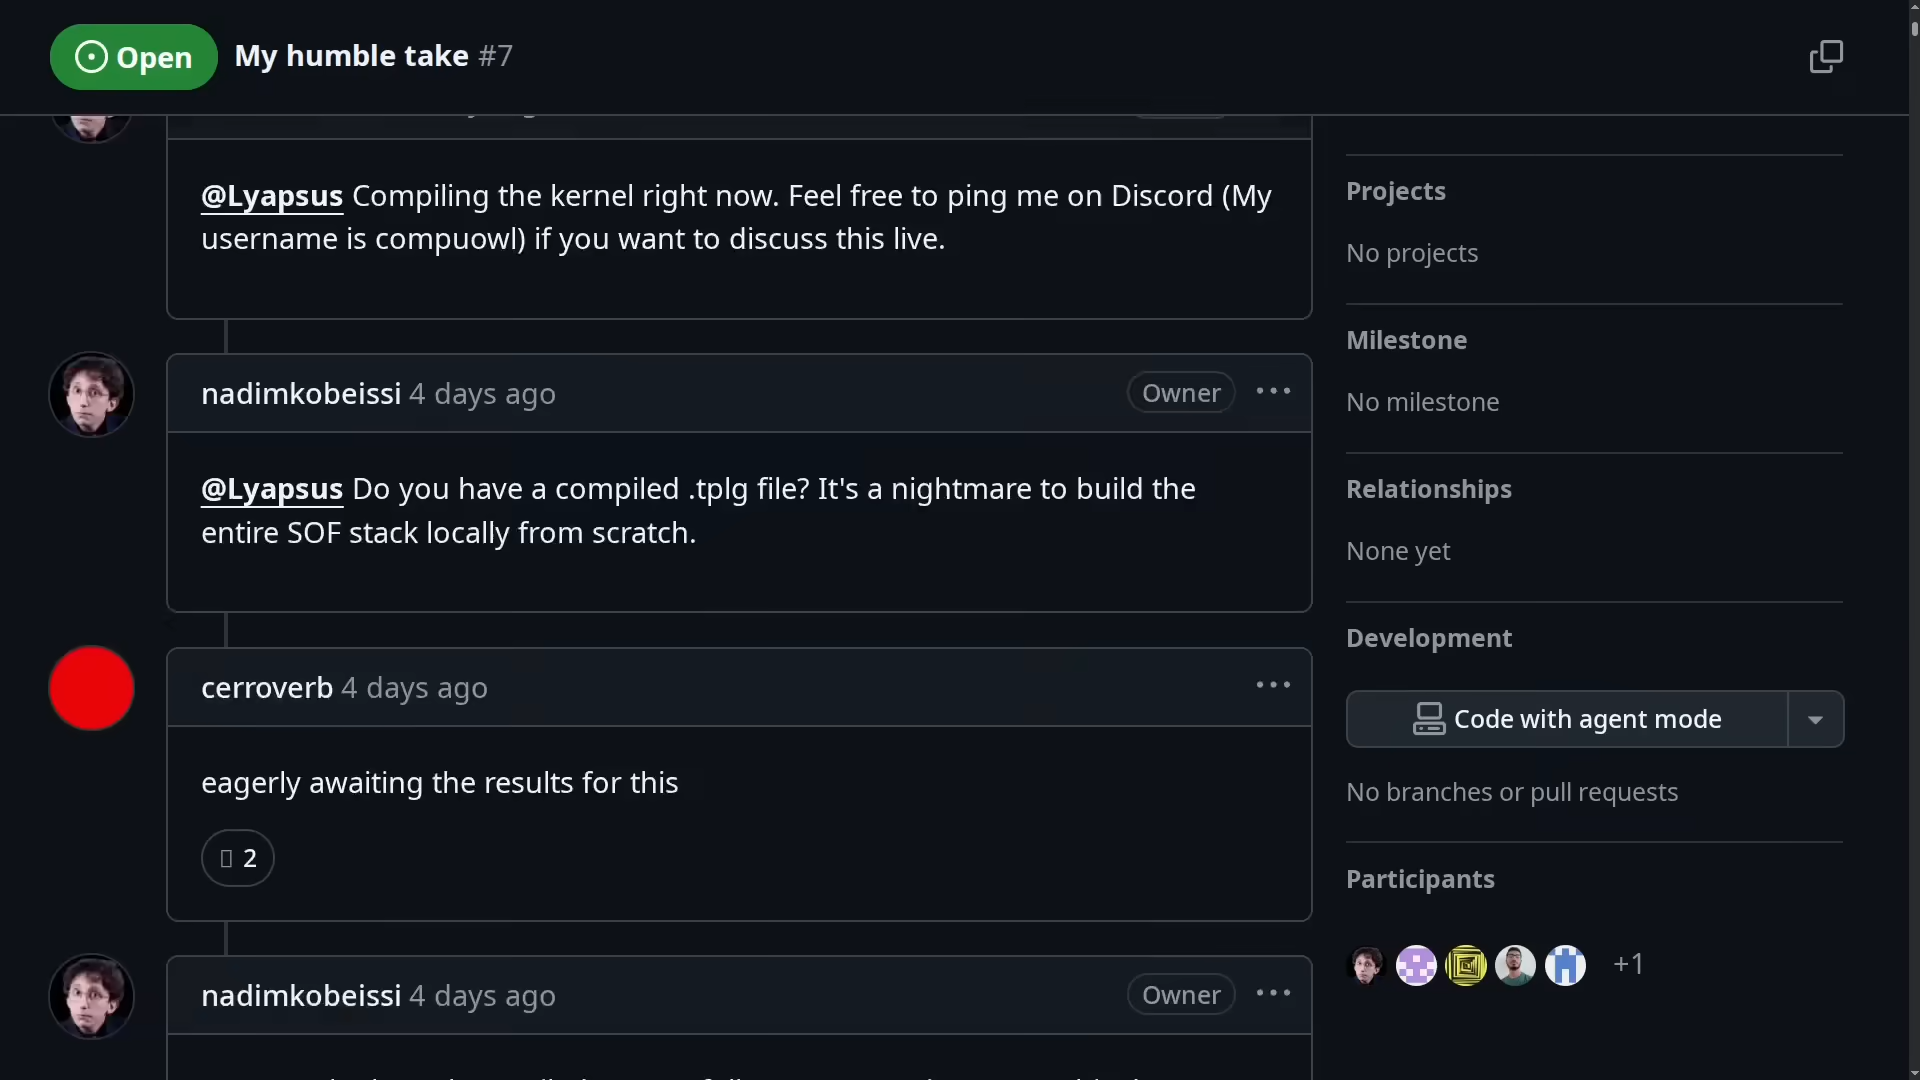 Open My humble take #7
@Lyapsus Compiling the kernel right now. Feel free to ping me on Discord (My
username is compuowl) if you want to discuss this live.
nadimkobeissi 4 days ago Owner
@Lyapsus Do you have a compiled .tplg file? It's a nightmare to build the
entire SOF stack locally from scratch.
cerroverb 4 days ago
eagerly awaiting the results for this
2
nadimkobeissi 4 days ago Owner
Projects
No projects
Milestone
No milestone
Relationships
None yet
Development
Code with agent mode
No branches or pull requests
Participants
+1